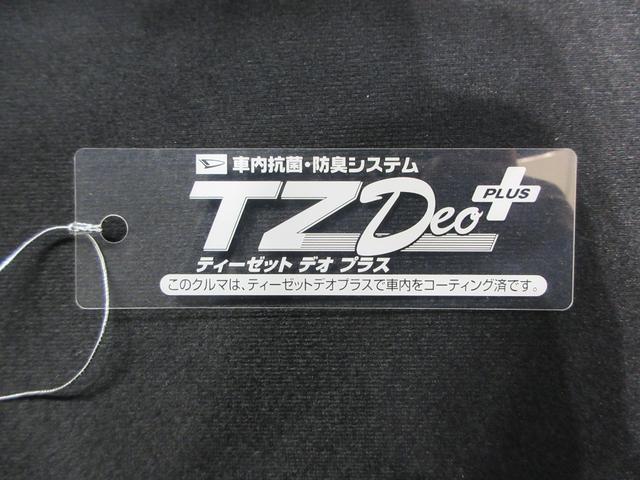 車内抗菌・防臭システム
TZ Deo PLUS
ティーゼット デオ プラス
このクルマは、ティーゼットデオプラスで車内をコーティング済です。